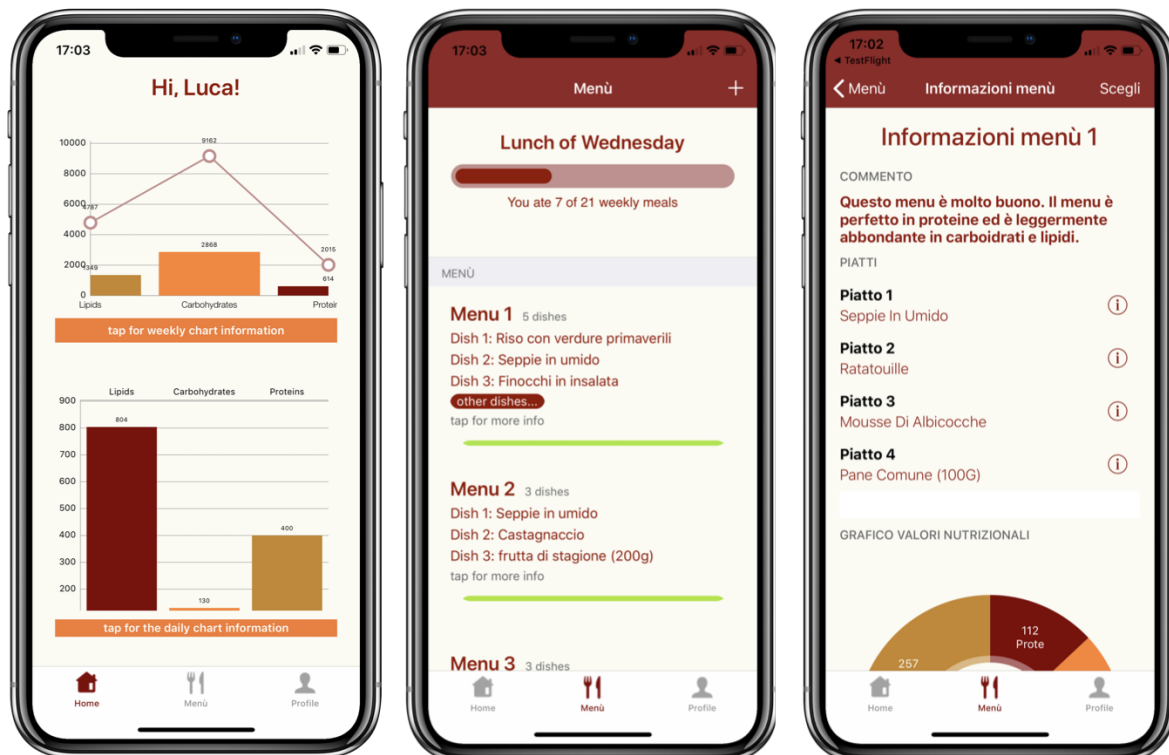 17:03
Hi, Luca!
10000
9162
8000
6000
4787
4000
2868
2015
2000
1349
614
0
Lipids Carbohydrates Protein
tap for weekly chart information
Lipids Carbohydrates Proteins
900
804
800
700
600
500
400
400
300
200
130
tap for the daily chart information
Home Menù Profile
17:03
Menù +
Lunch of Wednesday
You ate 7 of 21 weekly meals
MENÙ
Menu 1 5 dishes
Dish 1: Riso con verdure primaverili
Dish 2: Seppie in umido
Dish 3: Finocchi in insalata
other dishes...
tap for more info
Menu 2 3 dishes
Dish 1: Seppie in umido
Dish 2: Castagnaccio
Dish 3: frutta di stagione (200g)
tap for more info
Menu 3 3 dishes
Home Menù Profile
17:02
TestFlight
Menù Informazioni menù Scegli
Informazioni menù 1
COMMENTO
Questo menu è molto buono. Il menu è
perfetto in proteine ed è leggermente
abbondante in carboidrati e lipidi.
PIATTI
Piatto 1
Seppie In Umido
Piatto 2
Ratatouille
Piatto 3
Mousse Di Albicocche
Piatto 4
Pane Comune (100G)
GRAFICO VALORI NUTRIZIONALI
112
Prote
257
Home Menù Profile